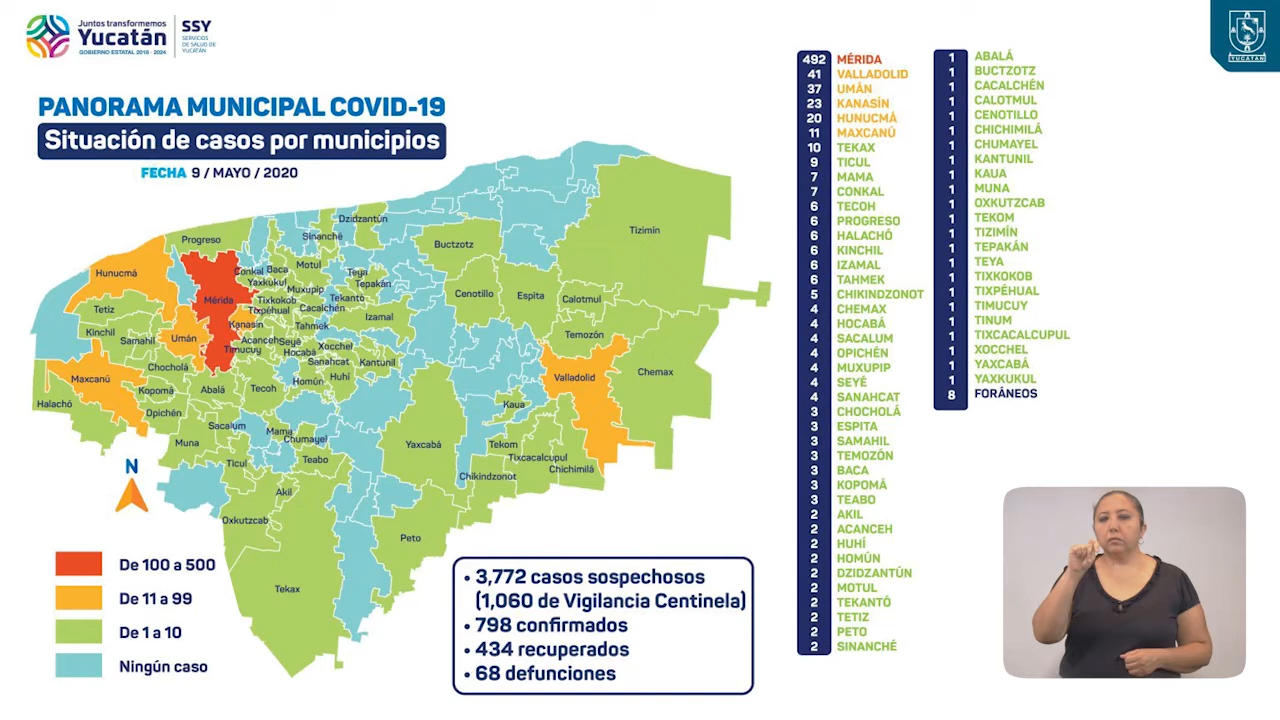 Juntos transformemos
Yucatán
GOBIERNO ESTATAL 2018 - 2024
SSY
SERVICIOS
DE SALUD DE
YUCATÁN
YUCATÁN
PANORAMA MUNICIPAL COVID-19
Situación de casos por municipios
FECHA 9 / MAYO / 2020
Dzidzantún
Progreso
Sinanché
Buctzotz
Tizimín
Hunucmá
Conkal
Baca
Motul
Teya
Yaxkukul
Tepakán
Muxupip
Mérida
Tixkokob
Tekantó
Cenotillo
Espita
Calotmul
Tetiz
Tixpéhual
Cacalchén
Izamal
Kanasín
Tahmek
Kinchil
Samahil
Umán
Acanceh
Seyé
Temozón
Timucuy
Hocabá
Xocchel
Sanahcat
Kantunil
Chocholá
Maxcanú
Homún
Huhí
Valladolid
Chemax
Kopomá
Abalá
Tecoh
Halachó
Opichén
Kaua
Sacalum
Mama
Chumayel
Muna
Yaxcabá
Tekom
Tixcacalcupul
Ticul
Teabo
Chichimilá
Chikindzonot
Akil
Oxkutzcab
Peto
Tekax
N
De 100 a 500
De 11 a 99
De 1 a 10
Ningún caso
• 3,772 casos sospechosos
(1,060 de Vigilancia Centinela)
• 798 confirmados
• 434 recuperados
• 68 defunciones
492 MÉRIDA
41 VALLADOLID
37 UMÁN
23 KANASÍN
20 HUNUCMÁ
11 MAXCANÚ
10 TEKAX
9 TICUL
7 MAMA
7 CONKAL
6 TECOH
6 PROGRESO
6 HALACHÓ
6 KINCHIL
6 IZAMAL
6 TAHMEK
5 CHIKINDZONOT
4 CHEMAX
4 HOCABÁ
4 SACALUM
4 OPICHÉN
4 MUXUPIP
4 SEYÉ
4 SANAHCAT
3 CHOCHOLÁ
3 ESPITA
3 SAMAHIL
3 TEMOZÓN
3 BACA
3 KOPOMÁ
3 TEABO
2 AKIL
2 ACANCEH
2 HUHÍ
2 HOMÚN
2 DZIDZANTÚN
2 MOTUL
2 TEKANTÓ
2 TETIZ
2 PETO
2 SINANCHÉ
1 ABALÁ
1 BUCTZOTZ
1 CACALCHÉN
1 CALOTMUL
1 CENOTILLO
1 CHICHIMILÁ
1 CHUMAYEL
1 KANTUNIL
1 KAUA
1 MUNA
1 OXKUTZCAB
1 TEKOM
1 TIZIMÍN
1 TEPAKÁN
1 TEYA
1 TIXKOKOB
1 TIXPÉHUAL
1 TIMUCUY
1 TINUM
1 TIXCACALCUPUL
1 XOCCHEL
1 YAXCABÁ
1 YAXKUKUL
8 FORÁNEOS